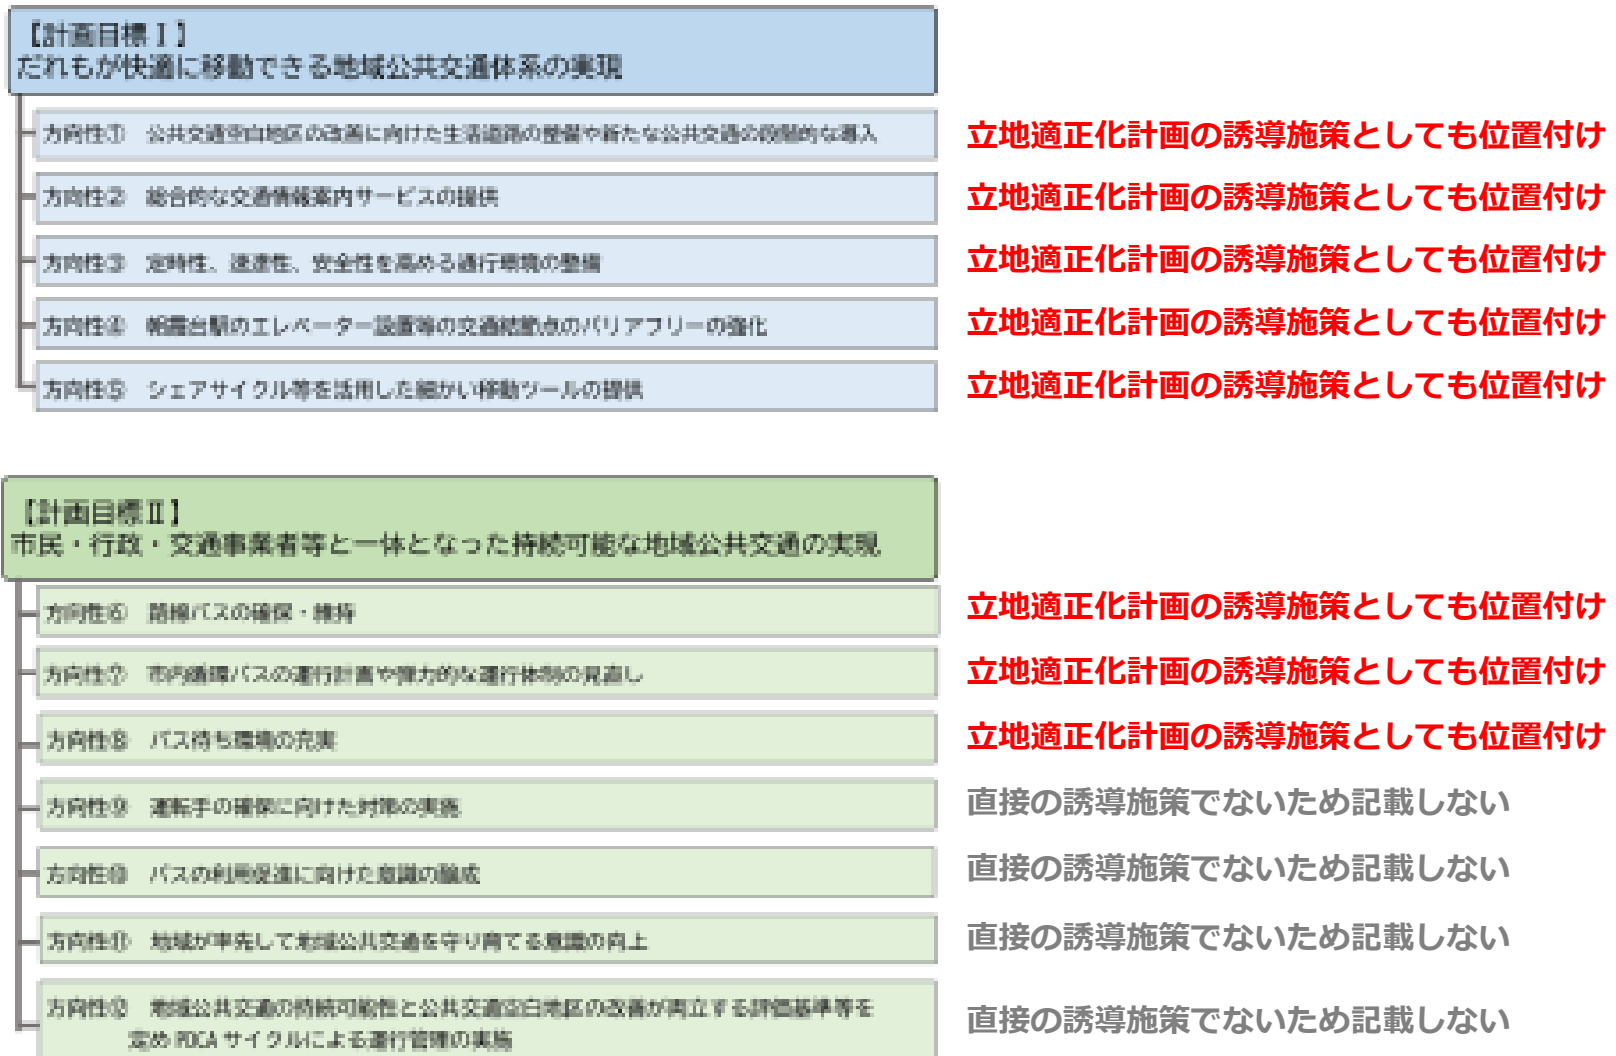 【計画目標Ⅰ】
だれもが快適に移動できる地域公共交通体系の実現
方向性① 公共交通空白地区の改善に向けた生活道路の整備や新たな公共交通の段階的な導入
立地適正化計画の誘導施策としても位置付け
方向性② 総合的な交通情報案内サービスの提供
立地適正化計画の誘導施策としても位置付け
方向性③ 定時性、速達性、安全性を高める通行環境の整備
立地適正化計画の誘導施策としても位置付け
方向性④ 朝霞台駅のエレベーター設置等の交通結節点のバリアフリーの強化
立地適正化計画の誘導施策としても位置付け
方向性⑤ シェアサイクル等を活用した細かい移動ツールの提供
立地適正化計画の誘導施策としても位置付け
【計画目標Ⅱ】
市民・行政・交通事業者等と一体となった持続可能な地域公共交通の実現
方向性⑥ 路線バスの確保・維持
立地適正化計画の誘導施策としても位置付け
方向性⑦ 市内循環バスの運行計画や弾力的な運行体制の見直し
立地適正化計画の誘導施策としても位置付け
方向性⑧ バス待ち環境の充実
立地適正化計画の誘導施策としても位置付け
方向性⑨ 運転手の確保に向けた対策の実施
直接の誘導施策でないため記載しない
方向性⑩ バスの利用促進に向けた意識の醸成
直接の誘導施策でないため記載しない
方向性⑪ 地域が率先して地域公共交通を守り育てる意識の向上
直接の誘導施策でないため記載しない
方向性⑫ 地域公共交通の持続可能性と公共交通空白地区の改善が両立する評価基準等を
定めPDCAサイクルによる運行管理の実施
直接の誘導施策でないため記載しない